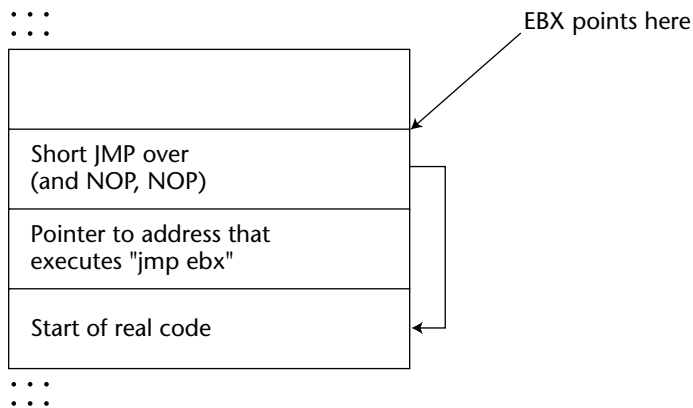 EBX points here
Short JMP over
(and NOP, NOP)
Pointer to address that
executes "jmp ebx"
Start of real code